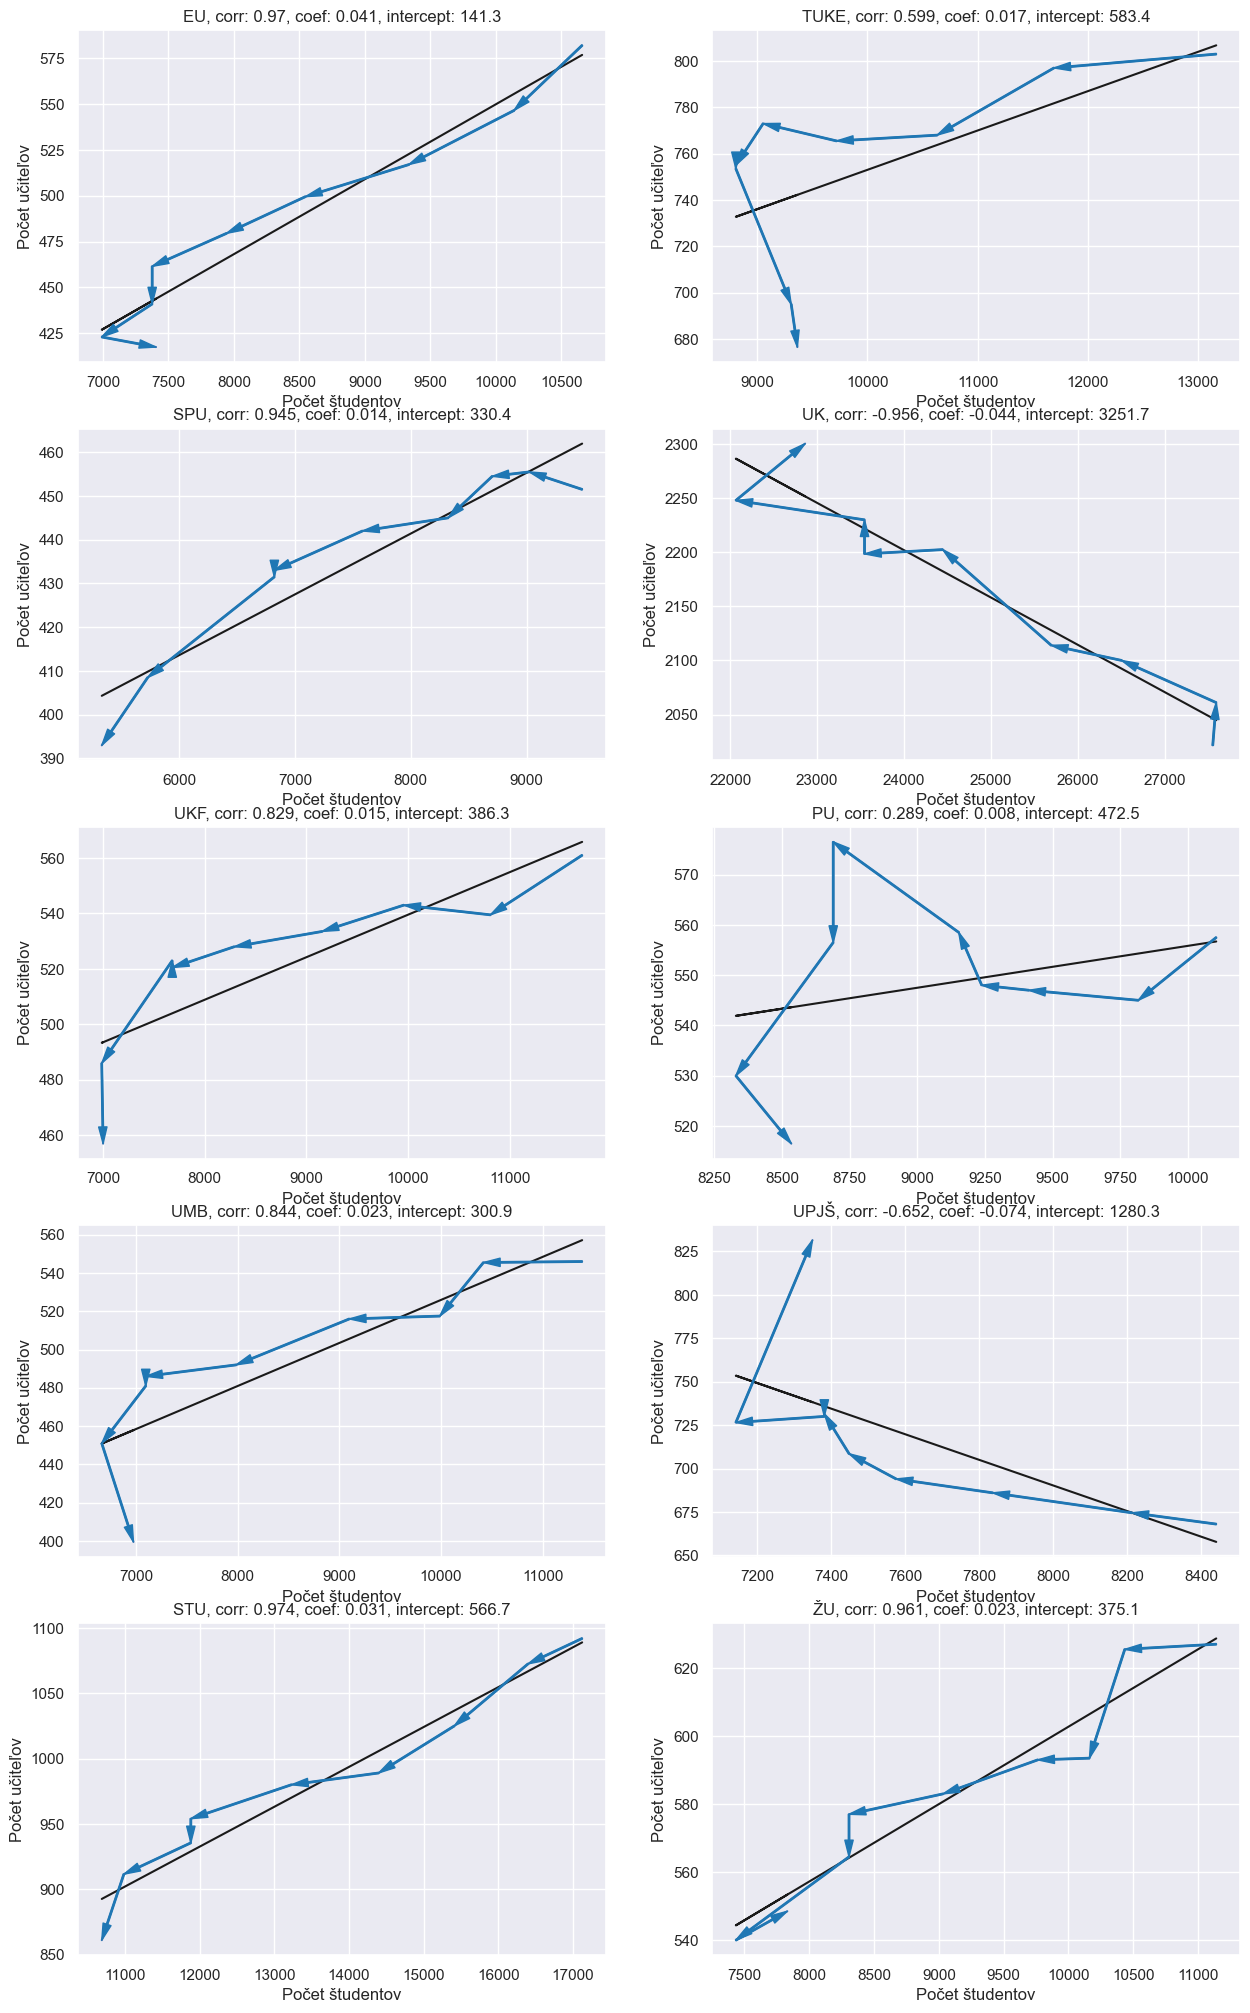 EU, corr: 0.97, coef: 0.041, intercept: 141.3
575
550
525
500
475
450
425
Počet učiteľov
7000 7500 8000 8500 9000 9500 10000 10500
Počet študentov
TUKE, corr: 0.599, coef: 0.017, intercept: 583.4
800
780
760
740
720
700
680
Počet učiteľov
9000 10000 11000 12000 13000
Počet študentov
SPU, corr: 0.945, coef: 0.014, intercept: 330.4
460
450
440
430
420
410
400
390
Počet učiteľov
6000 7000 8000 9000
Počet študentov
UK, corr: -0.956, coef: -0.044, intercept: 3251.7
2300
2250
2200
2150
2100
2050
Počet učiteľov
22000 23000 24000 25000 26000 27000
Počet študentov
UKF, corr: 0.829, coef: 0.015, intercept: 386.3
560
540
520
500
480
460
Počet učiteľov
7000 8000 9000 10000 11000
Počet študentov
PU, corr: 0.289, coef: 0.008, intercept: 472.5
570
560
550
540
530
520
Počet učiteľov
8250 8500 8750 9000 9250 9500 9750 10000
Počet študentov
UMB, corr: 0.844, coef: 0.023, intercept: 300.9
560
540
520
500
480
460
440
420
400
Počet učiteľov
7000 8000 9000 10000 11000
Počet študentov
UPJŠ, corr: -0.652, coef: -0.074, intercept: 1280.3
825
800
775
750
725
700
675
650
Počet učiteľov
7200 7400 7600 7800 8000 8200 8400
Počet študentov
STU, corr: 0.974, coef: 0.031, intercept: 566.7
1100
1050
1000
950
900
850
Počet učiteľov
11000 12000 13000 14000 15000 16000 17000
Počet študentov
ŽU, corr: 0.961, coef: 0.023, intercept: 375.1
620
600
580
560
540
Počet učiteľov
7500 8000 8500 9000 9500 10000 10500 11000
Počet študentov